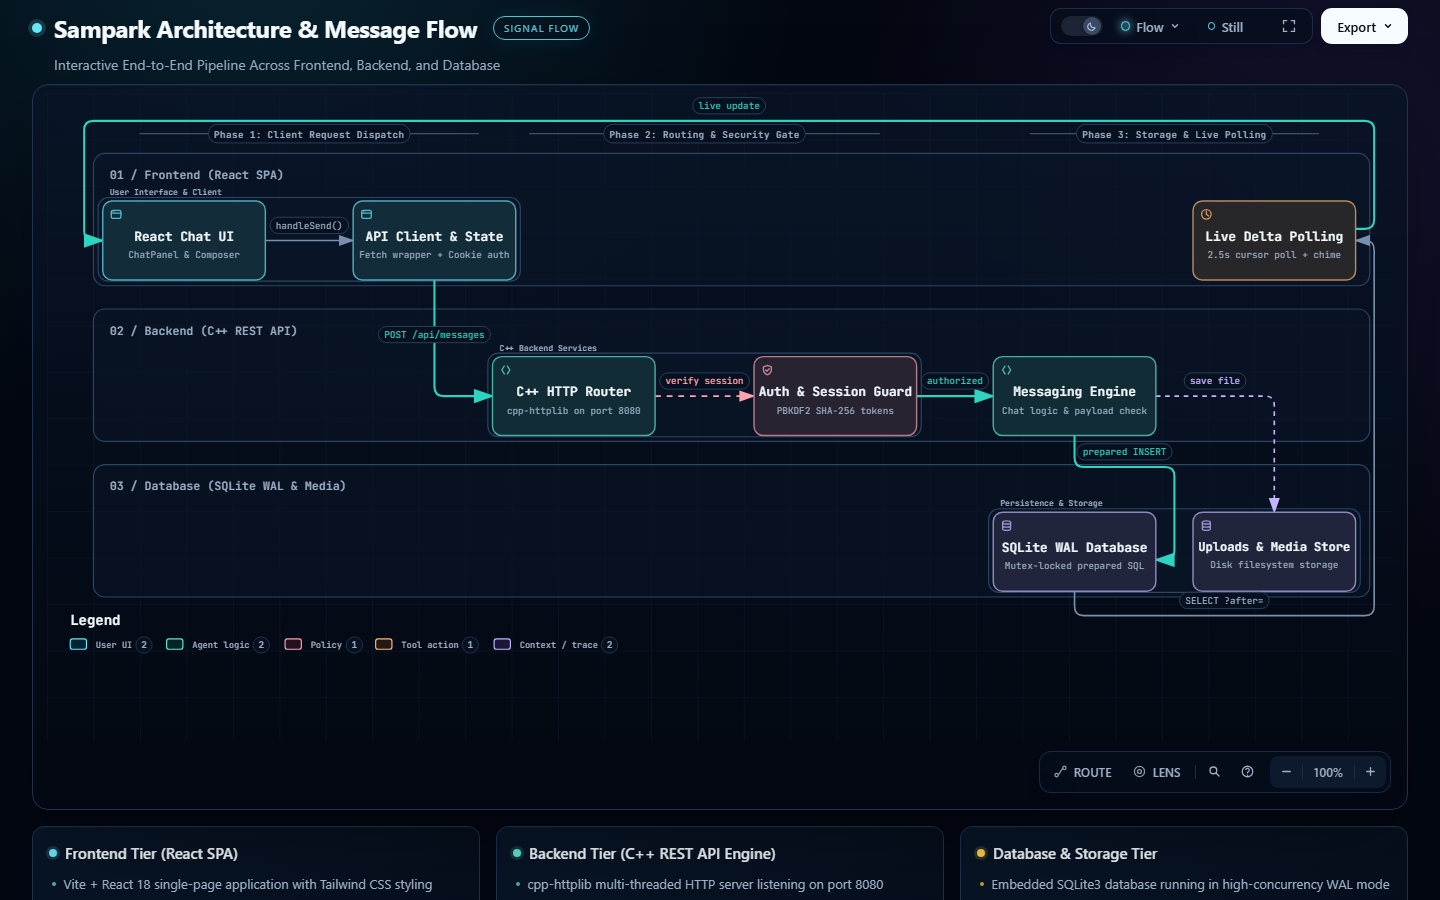 Sampark Architecture & Message Flow
SIGNAL FLOW
Flow
Still
Export
Interactive End-to-End Pipeline Across Frontend, Backend, and Database
live update
Phase 1: Client Request Dispatch
Phase 2: Routing & Security Gate
Phase 3: Storage & Live Polling
01 / Frontend (React SPA)
User Interface & Client
React Chat UI
ChatPanel & Composer
handleSend()
API Client & State
Fetch wrapper + Cookie auth
Live Delta Polling
2.5s cursor poll + chime
02 / Backend (C++ REST API)
POST /api/messages
C++ Backend Services
C++ HTTP Router
cpp-httplib on port 8080
verify session
Auth & Session Guard
PBKDF2 SHA-256 tokens
authorized
Messaging Engine
Chat logic & payload check
save file
prepared INSERT
03 / Database (SQLite WAL & Media)
Persistence & Storage
SQLite WAL Database
Mutex-locked prepared SQL
Uploads & Media Store
Disk filesystem storage
SELECT ?after=
Legend
User UI 2
Agent logic 2
Policy 1
Tool action 1
Context / trace 2
ROUTE
LENS
− 100% +
Frontend Tier (React SPA)
• Vite + React 18 single-page application with Tailwind CSS styling
Backend Tier (C++ REST API Engine)
• cpp-httplib multi-threaded HTTP server listening on port 8080
Database & Storage Tier
• Embedded SQLite3 database running in high-concurrency WAL mode